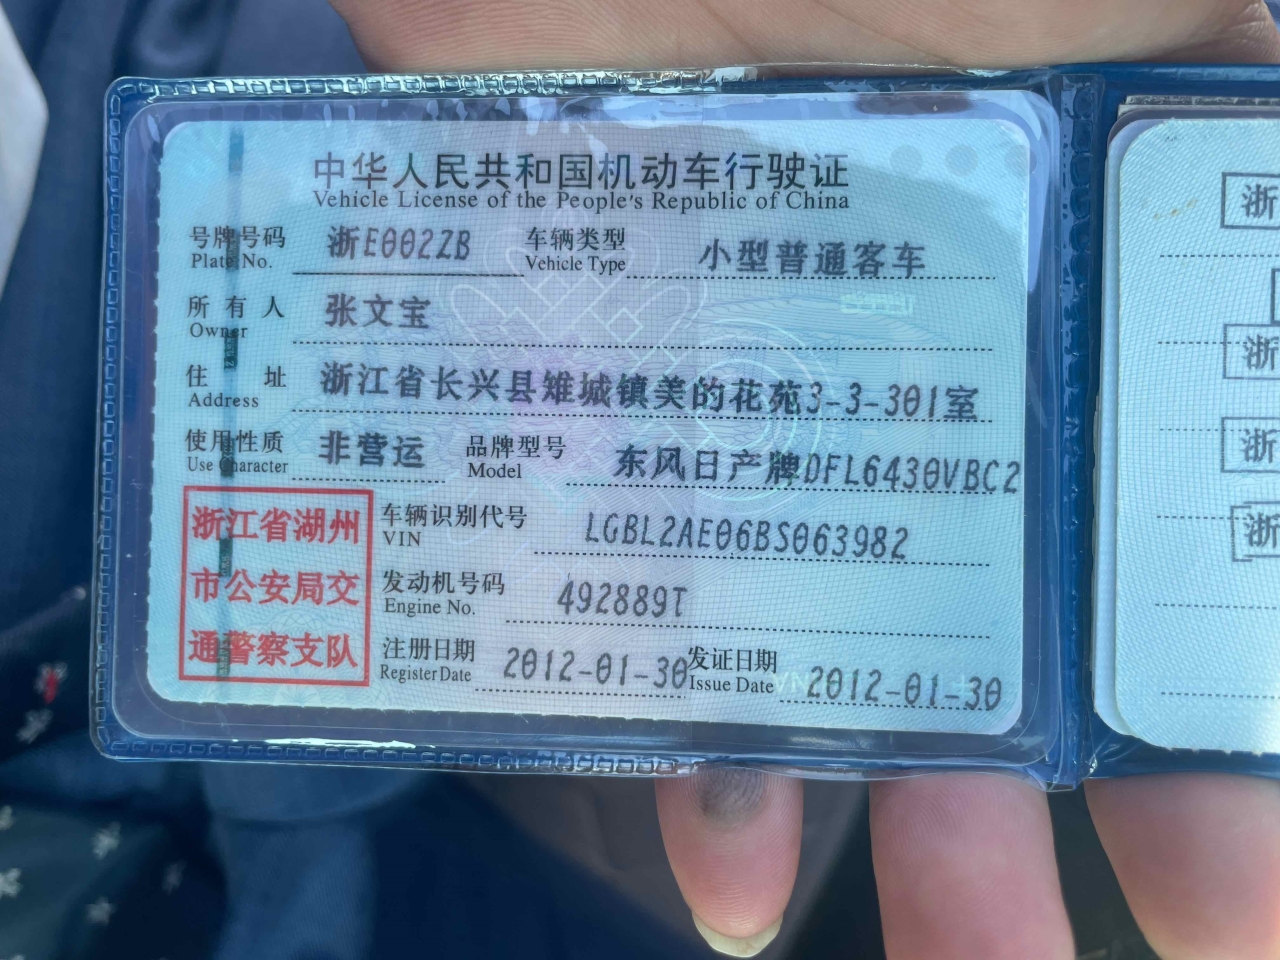 中华人民共和国机动车行驶证
Vehicle License of the People's Republic of China
号牌号码 浙E002ZB 车辆类型 小型普通客车
Plate No. Vehicle Type
所有人 张文宝
Owner
住址 浙江省长兴县雉城镇美的花苑3-3-301室
Address
使用性质 非营运 品牌型号 东风日产牌DFL6430VBC2
Use Character Model
浙江省湖州
市公安局交
通警察支队
车辆识别代号 LGBL2AE06BS063982
VIN
发动机号码 492889T
Engine No.
注册日期 2012-01-30 发证日期 2012-01-30
Register Date Issue Date
浙
浙
浙
浙